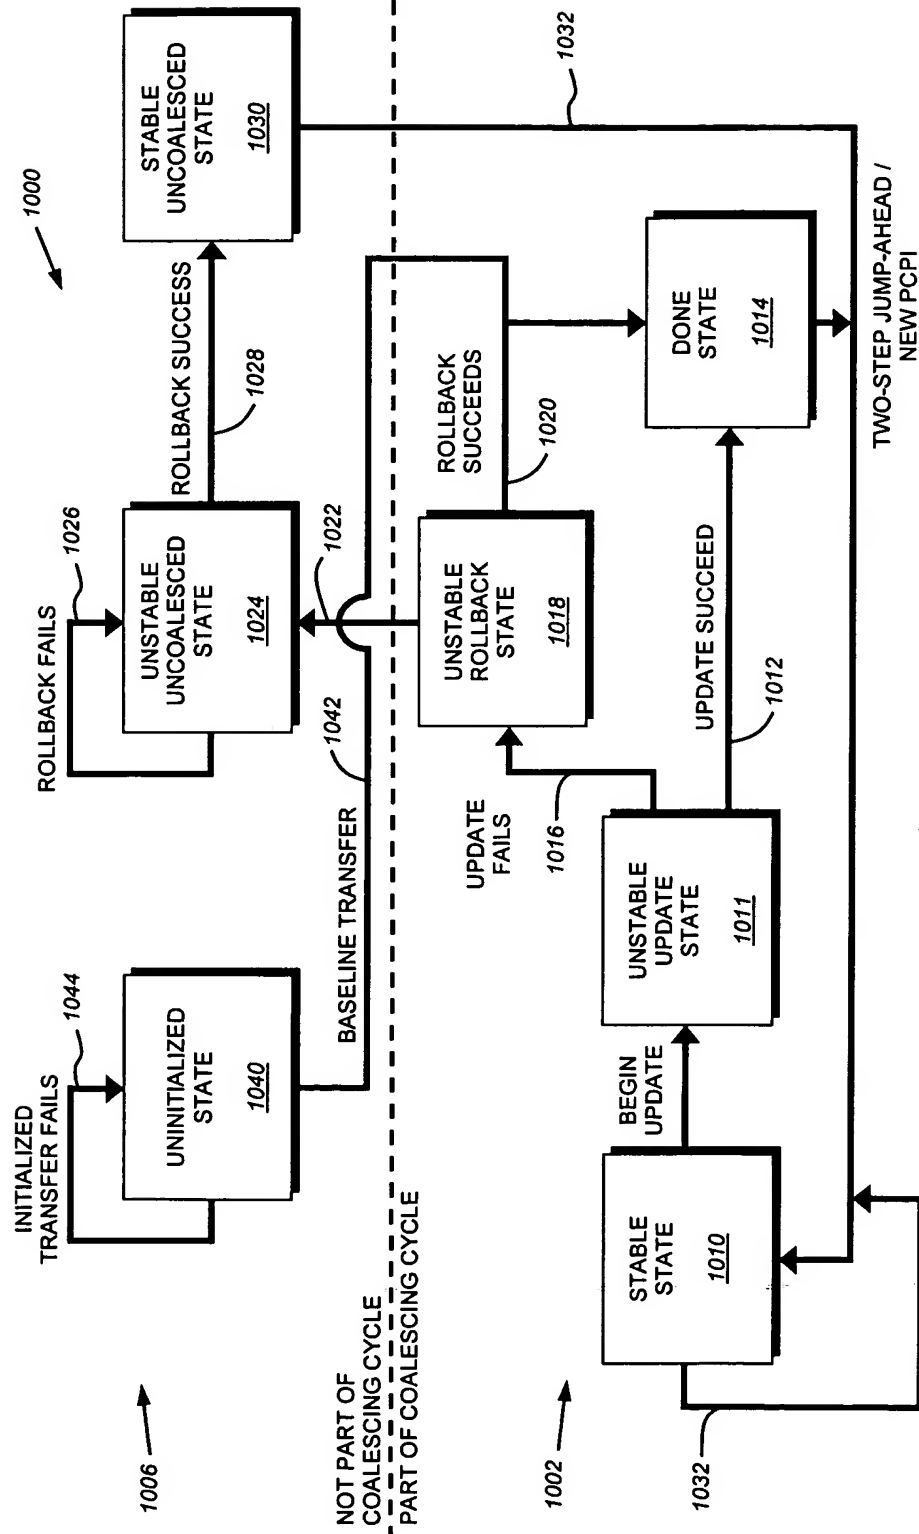 1000
INITIALIZED
TRANSFER FAILS
1044
ROLLBACK FAILS
1026
1006
UNINITIALIZED
STATE
1040
UNSTABLE
UNCOALESCED
STATE
1024
ROLLBACK SUCCESS
1028
STABLE
UNCOALESCED
STATE
1030
BASELINE TRANSFER
1042
1022
NOT PART OF
COALESCING CYCLE
PART OF COALESCING CYCLE
UNSTABLE
ROLLBACK
STATE
1018
ROLLBACK
SUCCEEDS
1020
UPDATE
FAILS
1016
1032
1002
STABLE
STATE
1010
BEGIN
UPDATE
UNSTABLE
UPDATE
STATE
1011
UPDATE SUCCEED
1012
DONE
STATE
1014
1032
TWO-STEP JUMP-AHEAD /
NEW PCPI